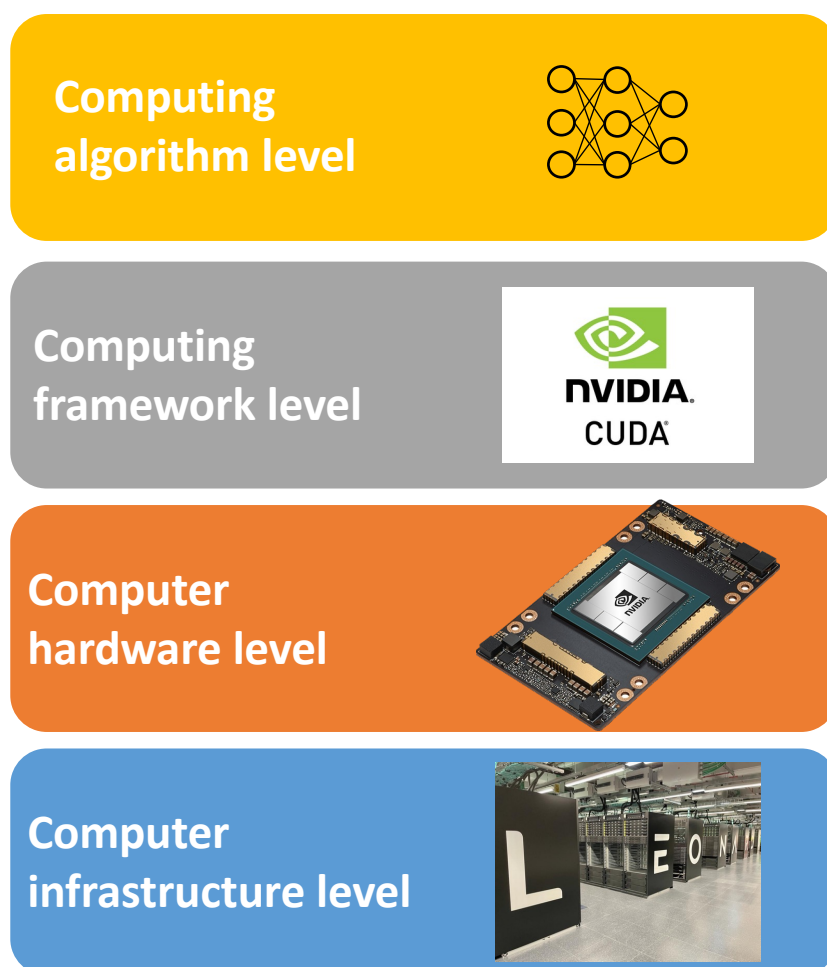 Computing
algorithm level
Computing
framework level
NVIDIA.
CUDA®
Computer
hardware level
NVIDIA
Computer
infrastructure level
L E O N